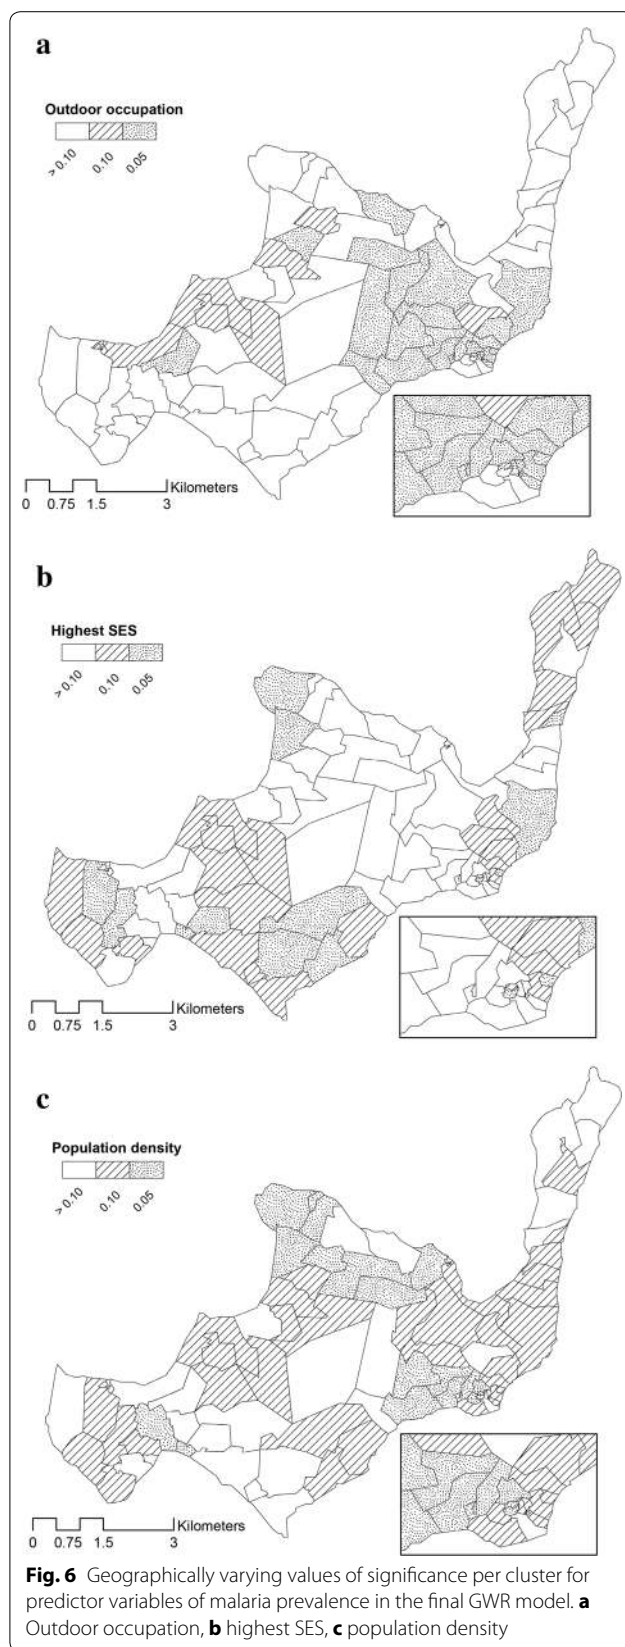 a
Outdoor occupation
> 0.10 0.10 0.05
Kilometers
0 0.75 1.5 3
b
Highest SES
> 0.10 0.10 0.05
Kilometers
0 0.75 1.5 3
c
Population density
> 0.10 0.10 0.05
Kilometers
0 0.75 1.5 3
Fig. 6 Geographically varying values of significance per cluster for
predictor variables of malaria prevalence in the final GWR model. a
Outdoor occupation, b highest SES, c population density